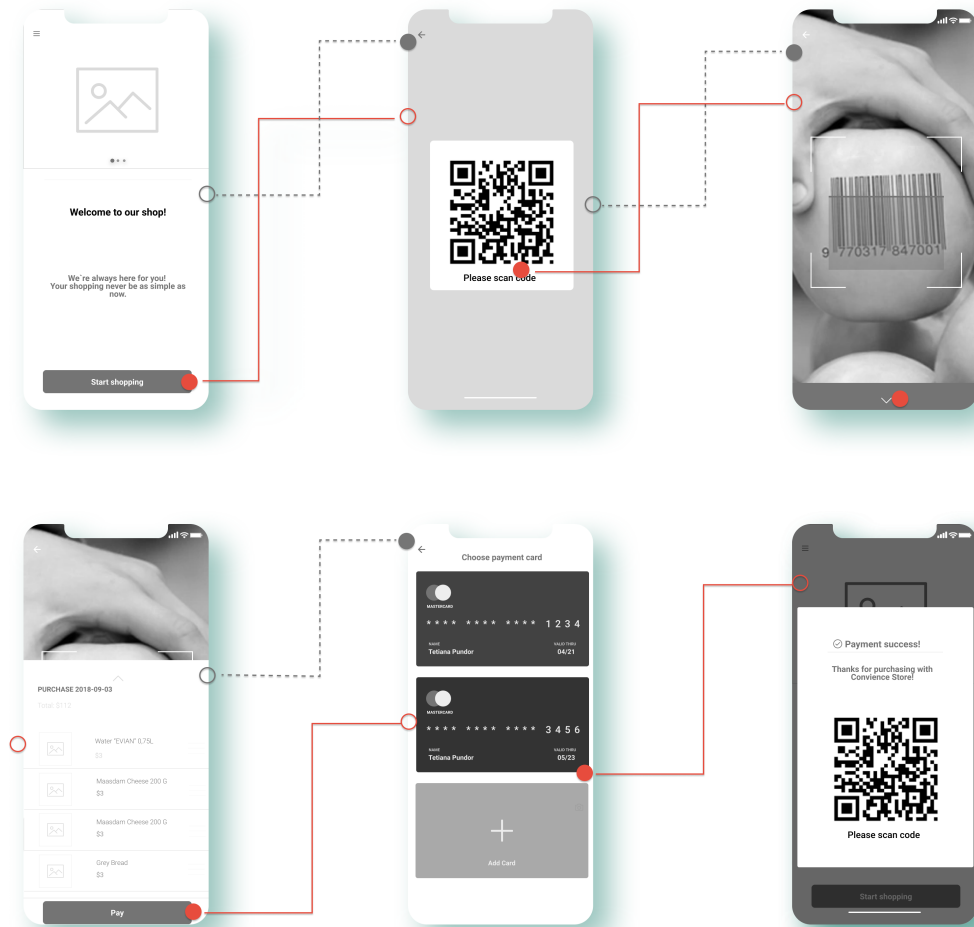 Welcome to our shop!
We're always here for you!
Your shopping never be as simple as
now.
Start shopping
Please scan code
9 770317 847001
PURCHASE 2018-09-03
Total: $112
Water "EVIAN" 0,75L
$3
Maasdam Cheese 200 G
$3
Maasdam Cheese 200 G
$3
Grey Bread
$3
Pay
Choose payment card
MASTERCARD
* * * * * * * * * * * * 1 2 3 4
NAME VALID THRU
Tetiana Pundor 04/21
MASTERCARD
* * * * * * * * * * * * 3 4 5 6
NAME VALID THRU
Tetiana Pundor 05/23
Add Card
Payment success!
Thanks for purchasing with
Convience Store!
Please scan code
Start shopping